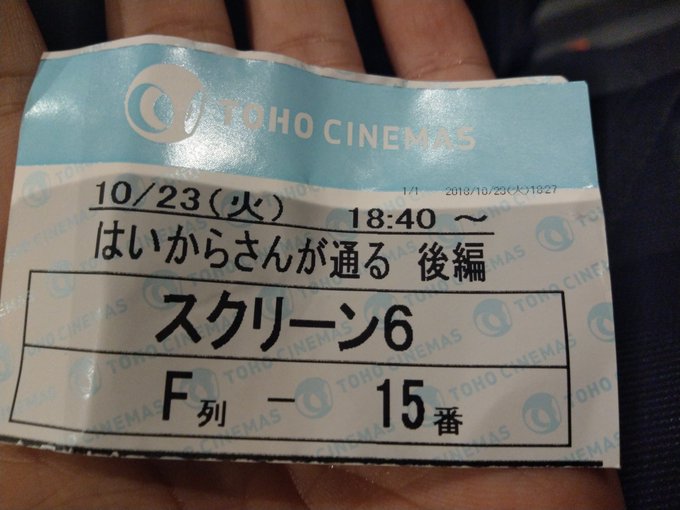 TOHO CINEMAS
1/1 2018/10/23(火)18:27
10/23(火) 18:40 ～
はいからさんが通る 後編
スクリーン6
F列 － 15番